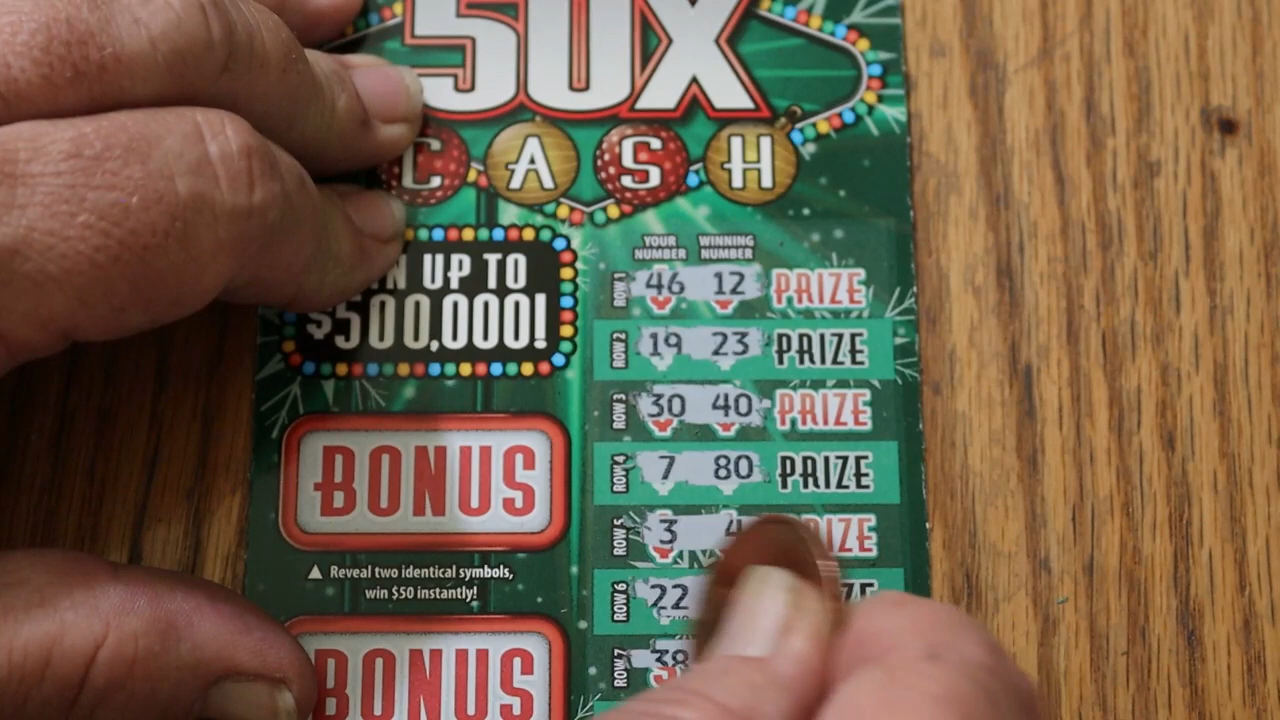 50X
CASH
UP TO
$500,000!
BONUS
▲ Reveal two identical symbols,
win $50 instantly!
BONUS
YOUR NUMBER WINNING NUMBER
ROW 1 46 12 PRIZE
ROW 2 19 23 PRIZE
ROW 3 30 40 PRIZE
ROW 4 7 80 PRIZE
ROW 5 3
ROW 6 22
ROW 7 38